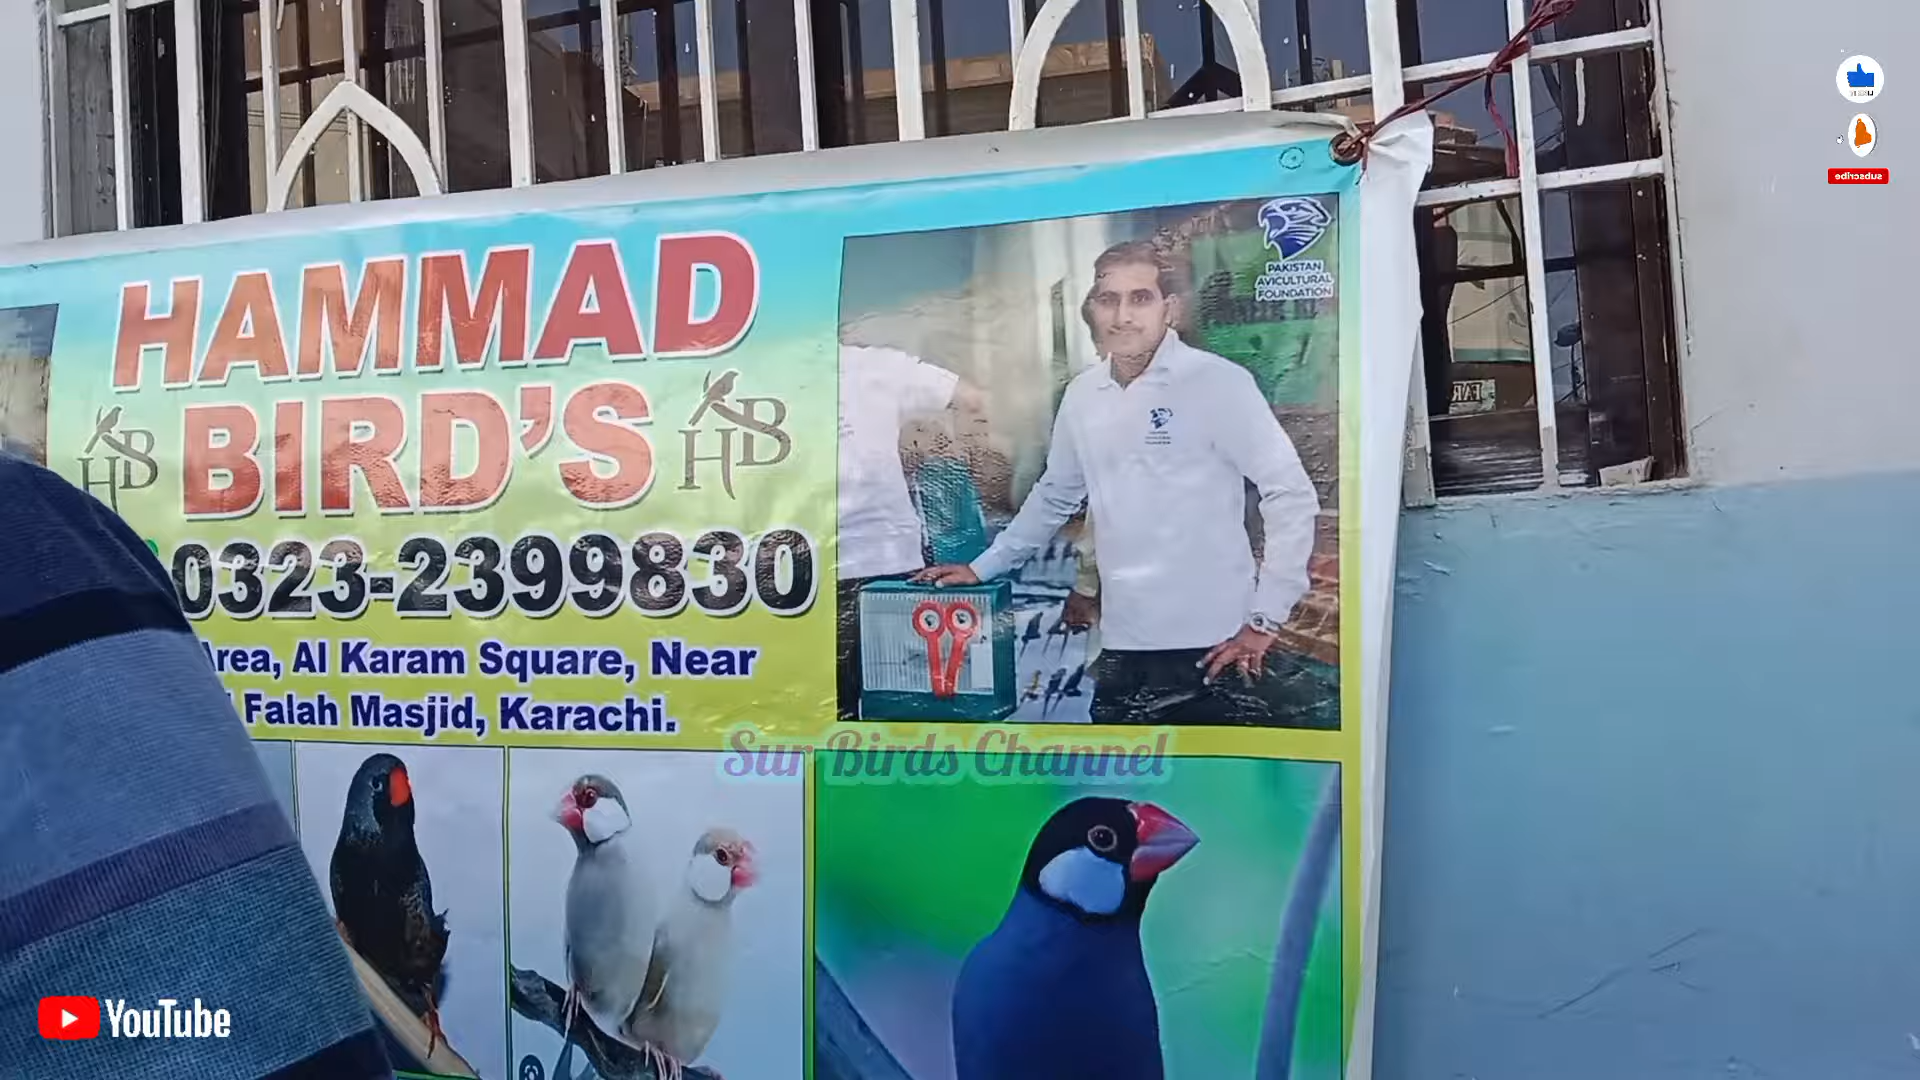 HAMMAD
BIRD'S
HB
HB
0323-2399830
Area, Al Karam Square, Near
Falah Masjid, Karachi.
PAKISTAN
AVICULTURAL
FOUNDATION
Sur Birds Channel
YouTube
subscribe